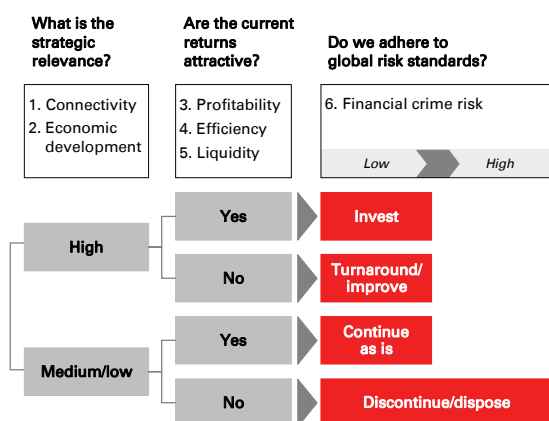 What is the
strategic
relevance?
Are the current
returns
attractive?
Do we adhere to
global risk standards?
1. Connectivity
2. Economic
development
3. Profitability
4. Efficiency
5. Liquidity
6. Financial crime risk
Low
High
High
Yes
Invest
No
Turnaround/
improve
Medium/low
Yes
Continue
as is
No
Discontinue/dispose